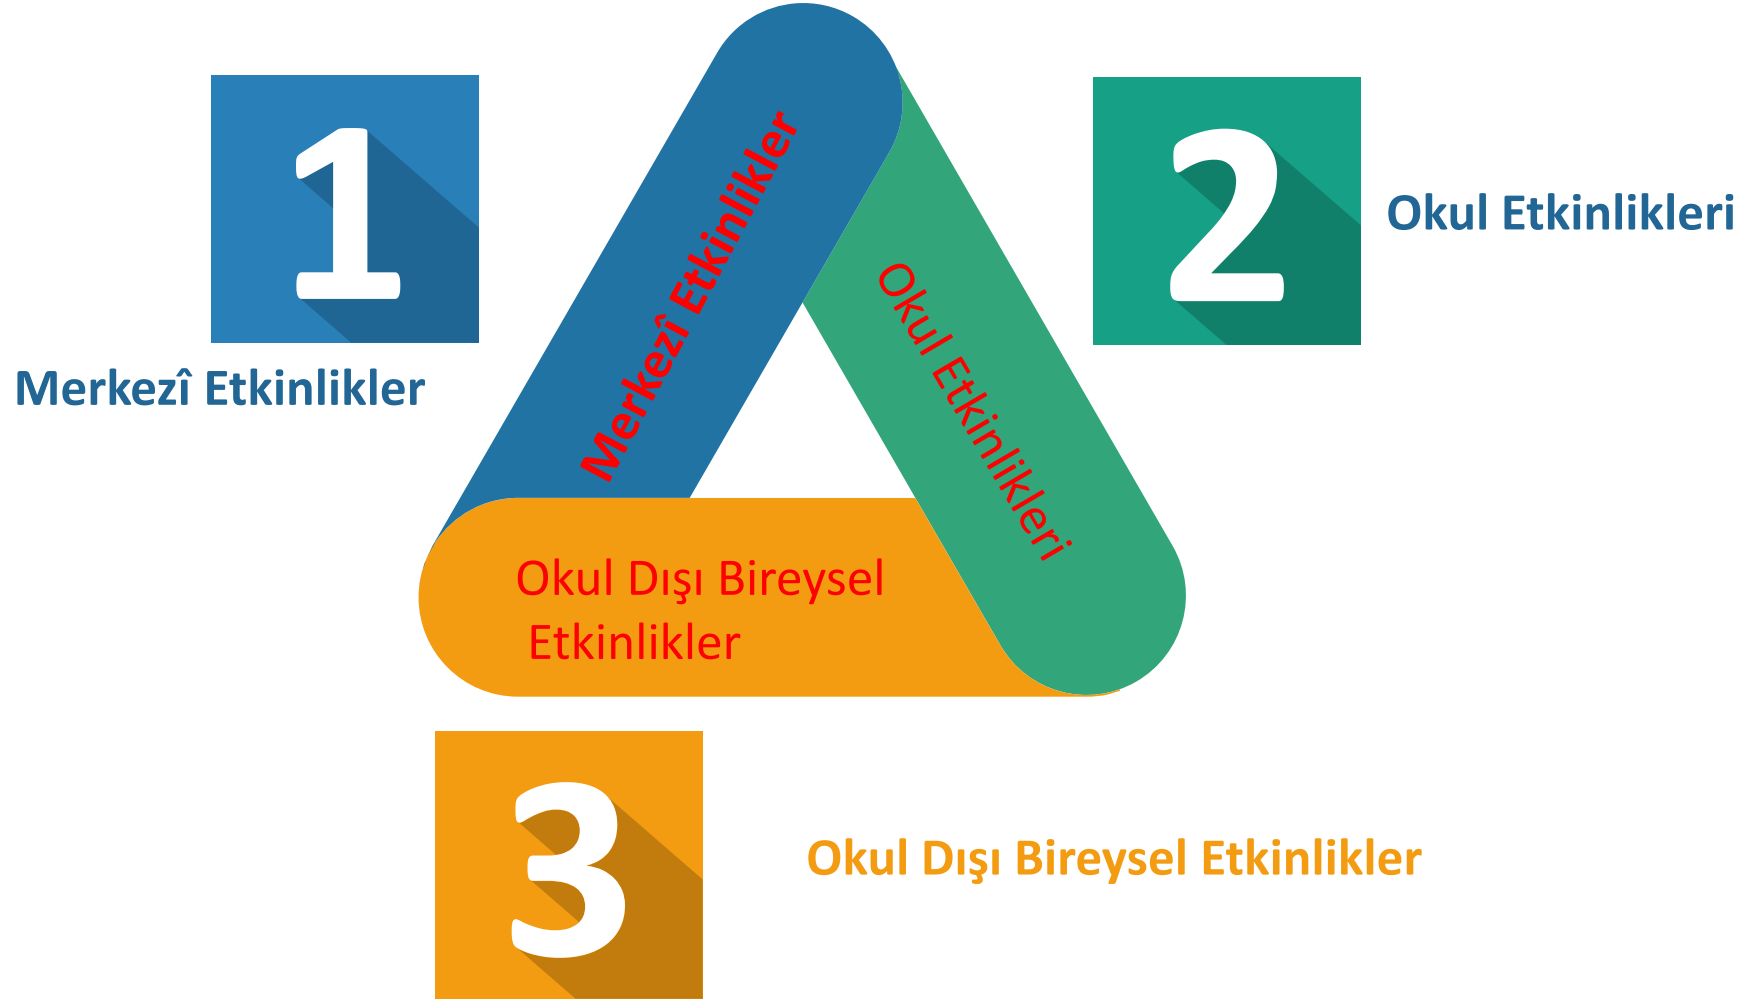 1
Merkezî Etkinlikler
Merkezî Etkinlikler
Okul Etkinlikleri
2
Okul Etkinlikleri
Okul Dışı Bireysel
Etkinlikler
3
Okul Dışı Bireysel Etkinlikler